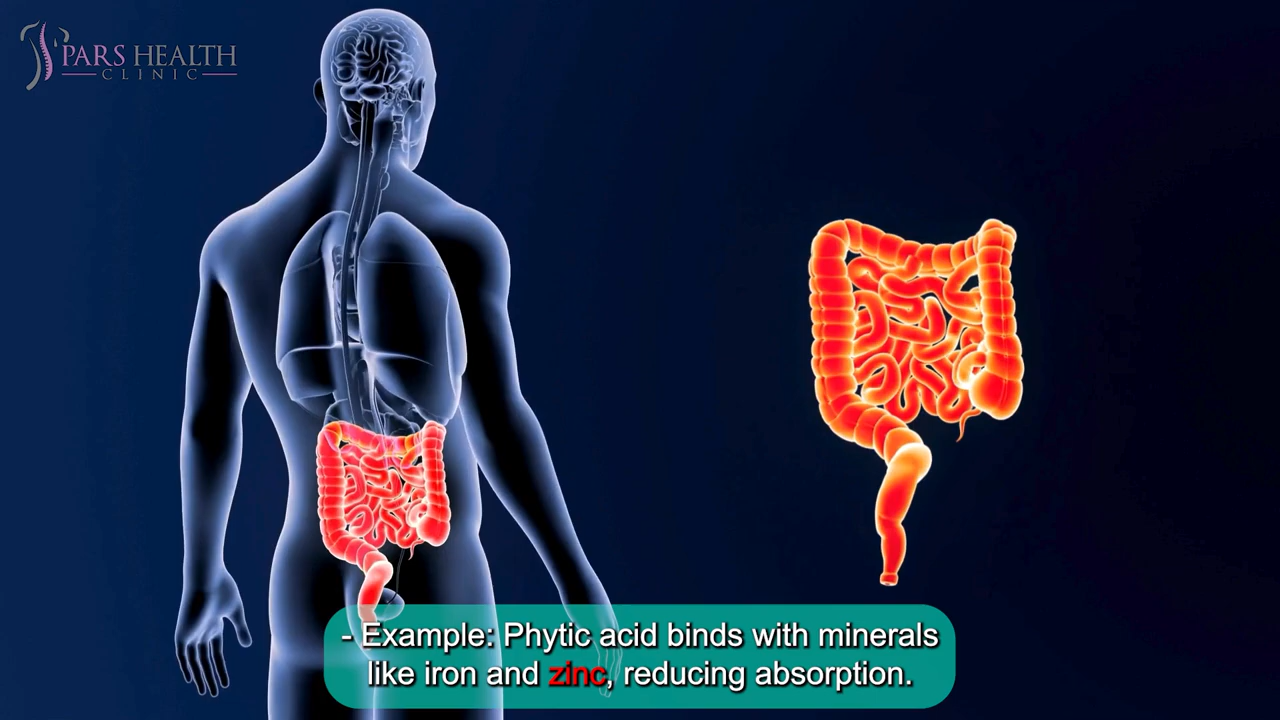 PARS HEALTH
CLINIC
- Example: Phytic acid binds with minerals
like iron and zinc, reducing absorption.